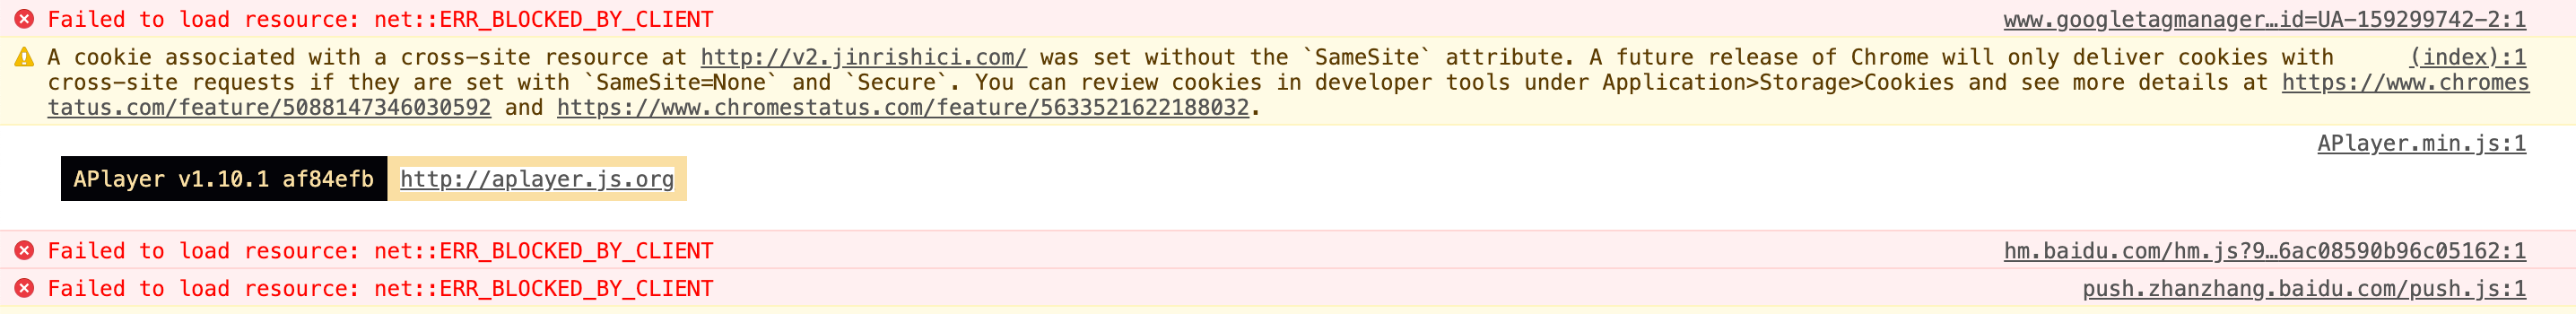 Failed to load resource: net::ERR_BLOCKED_BY_CLIENT www.googletagmanager…id=UA-159299742-2:1
A cookie associated with a cross-site resource at http://v2.jinrishici.com/ was set without the `SameSite` attribute. A future release of Chrome will only deliver cookies with (index):1
cross-site requests if they are set with `SameSite=None` and `Secure`. You can review cookies in developer tools under Application>Storage>Cookies and see more details at https://www.chromes
tatus.com/feature/5088147346030592 and https://www.chromestatus.com/feature/5633521622188032.
APlayer.min.js:1
APlayer v1.10.1 af84efb http://aplayer.js.org
Failed to load resource: net::ERR_BLOCKED_BY_CLIENT hm.baidu.com/hm.js?9…6ac08590b96c05162:1
Failed to load resource: net::ERR_BLOCKED_BY_CLIENT push.zhanzhang.baidu.com/push.js:1